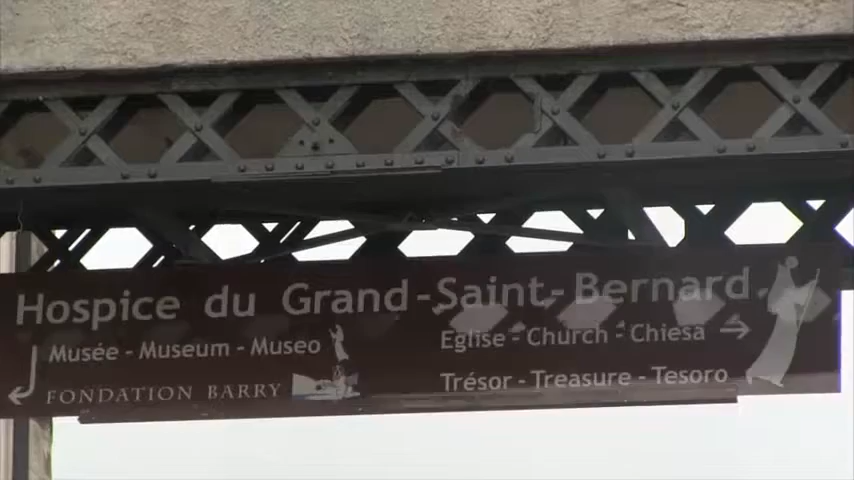 Hospice du Grand-Saint-Bernard
Musée - Museum - Museo
FONDATION BARRY
Eglise - Church - Chiesa
Trésor - Treasure - Tesoro